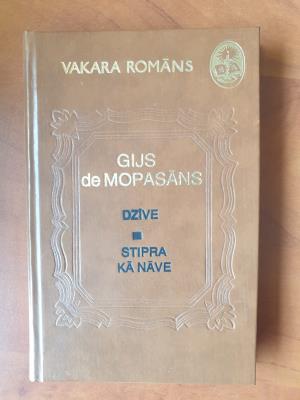 VAKARA ROMĀNS
GIJS
de MOPASĀNS
DZĪVE
STIPRA
KĀ NĀVE